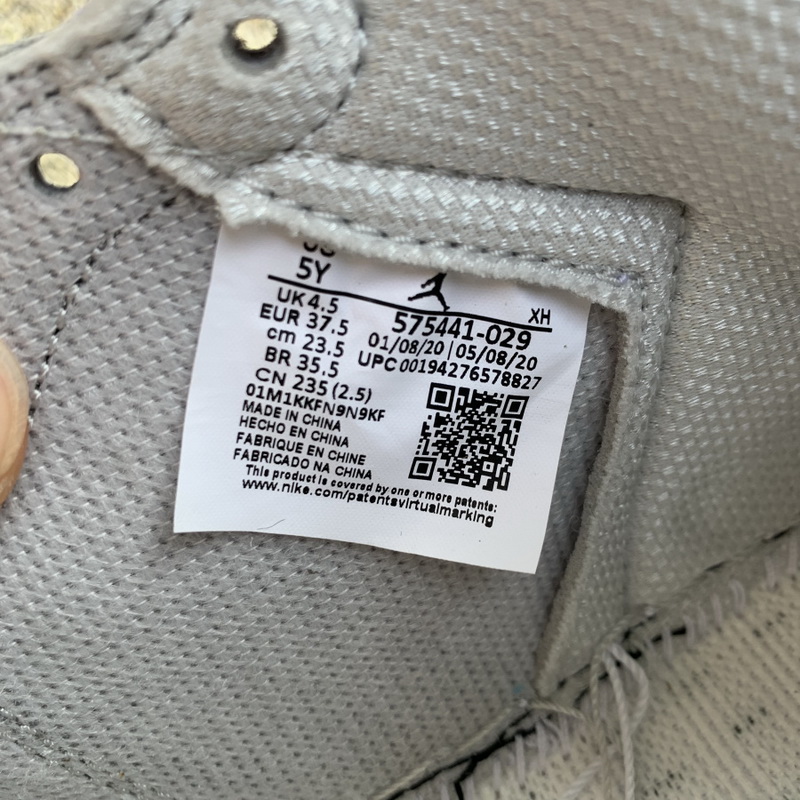 US
5Y
UK 4.5
EUR 37.5
cm 23.5
BR 35,5
CN 235 (2.5)
XH
575441-029
01/08/20 | 05/08/20
UPC 00194276578827
01M1KKFN9N9KF
MADE IN CHINA
HECHO EN CHINA
FABRIQUE EN CHINE
FABRICADO NA CHINA
This product is covered by one or more patents:
www.nike.com/patentsvirtualmarking